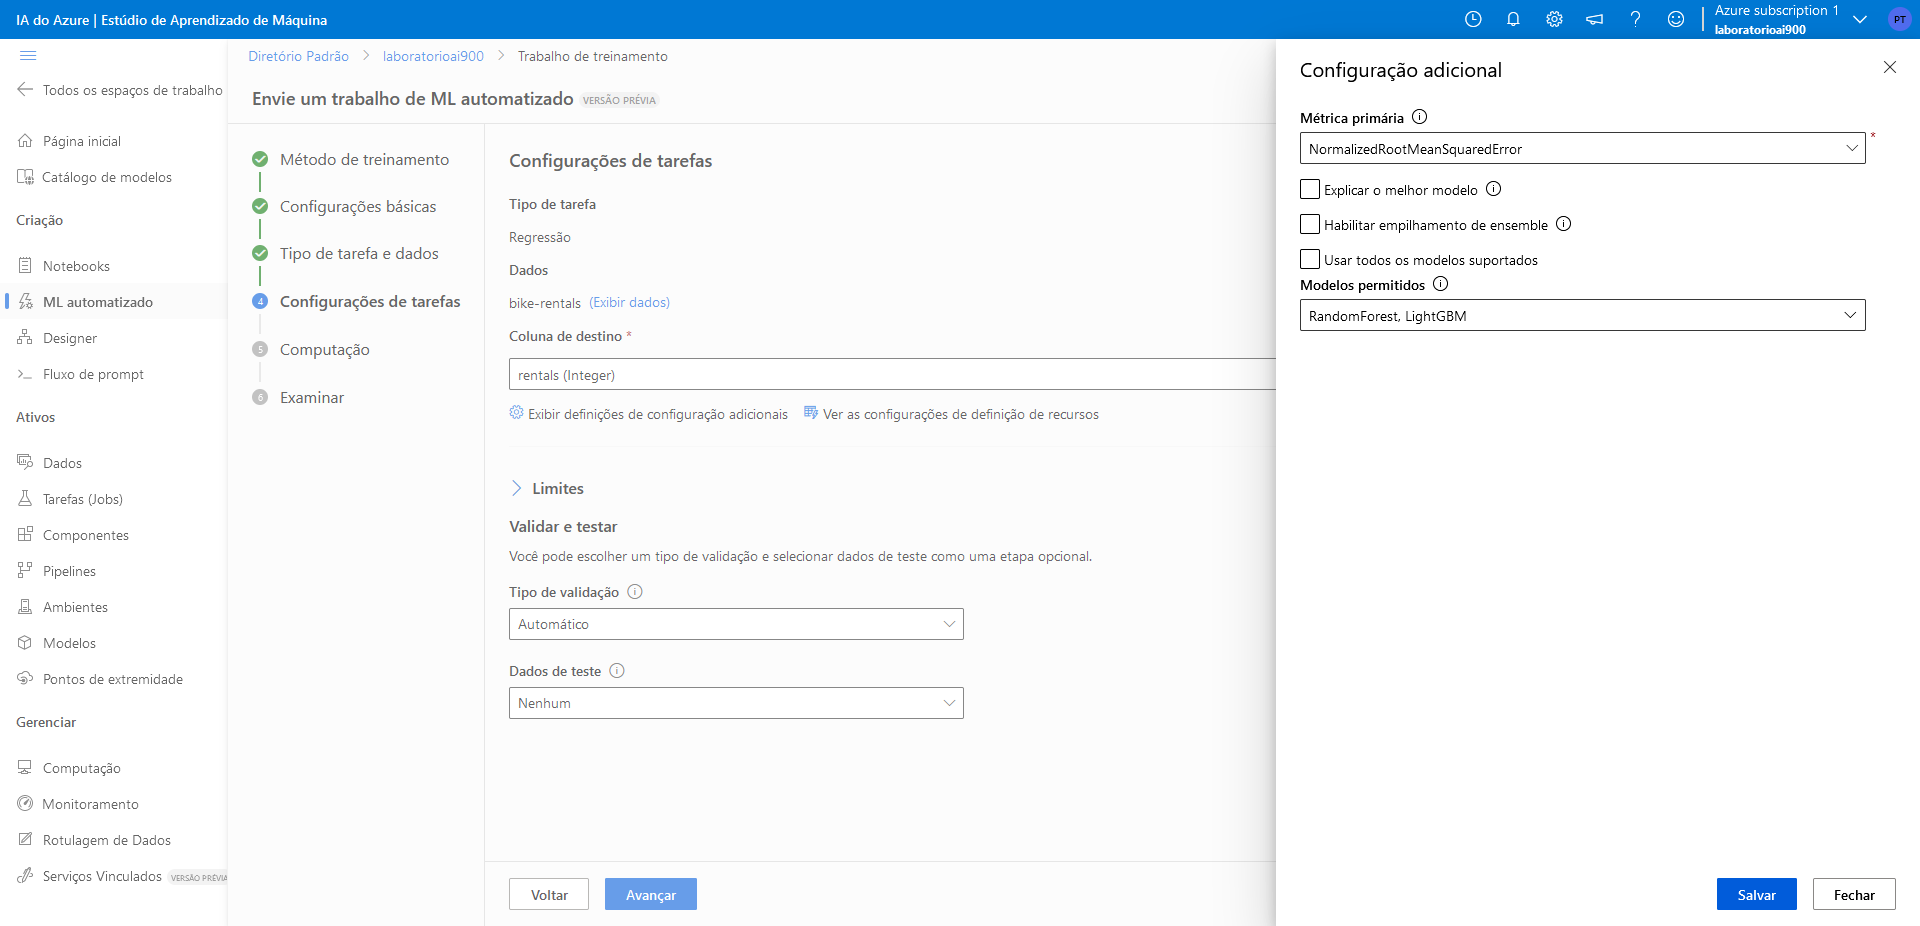 IA do Azure | Estúdio de Aprendizado de Máquina
Azure subscription 1
laboratorioai900
PT
Todos os espaços de trabalho
Página inicial
Catálogo de modelos
Criação
Notebooks
ML automatizado
Designer
Fluxo de prompt
Ativos
Dados
Tarefas (Jobs)
Componentes
Pipelines
Ambientes
Modelos
Pontos de extremidade
Gerenciar
Computação
Monitoramento
Rotulagem de Dados
Serviços Vinculados VERSÃO PRÉVIA
Diretório Padrão > laboratorioai900 > Trabalho de treinamento
Envie um trabalho de ML automatizado VERSÃO PRÉVIA
Método de treinamento
Configurações básicas
Tipo de tarefa e dados
4 Configurações de tarefas
5 Computação
6 Examinar
Configurações de tarefas
Tipo de tarefa
Regressão
Dados
bike-rentals (Exibir dados)
Coluna de destino *
rentals (Integer)
Exibir definições de configuração adicionais Ver as configurações de definição de recursos
Limites
Validar e testar
Você pode escolher um tipo de validação e selecionar dados de teste como uma etapa opcional.
Tipo de validação
Automático
Dados de teste
Nenhum
Voltar Avançar
Configuração adicional
Métrica primária
NormalizedRootMeanSquaredError *
Explicar o melhor modelo
Habilitar empilhamento de ensemble
Usar todos os modelos suportados
Modelos permitidos
RandomForest, LightGBM
Salvar Fechar